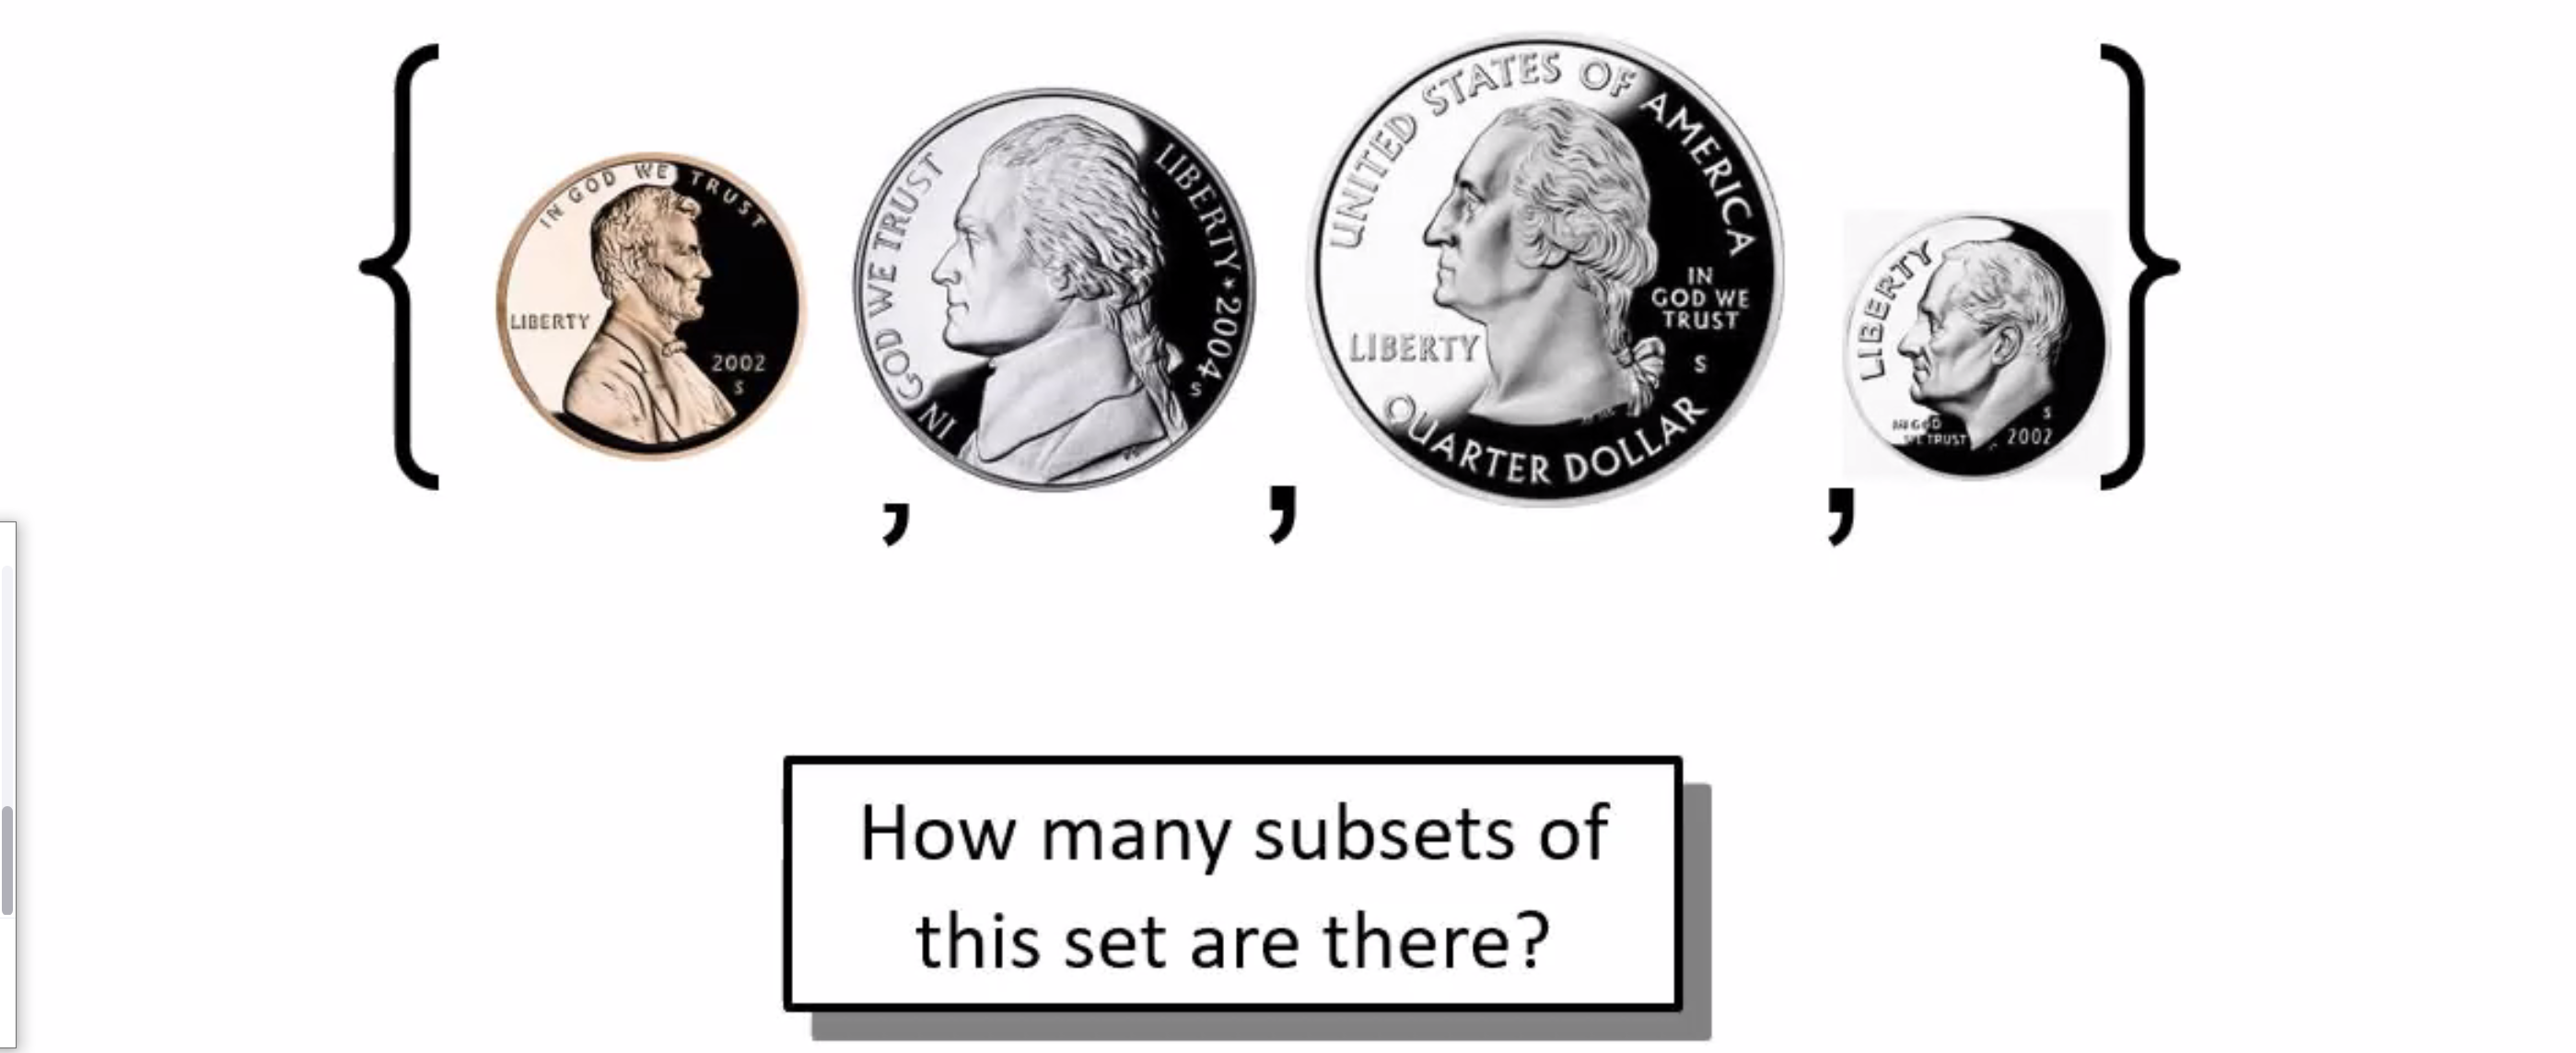 { , , , }
IN GOD WE TRUST
LIBERTY
2002
S
IN GOD WE TRUST
LIBERTY * 2004
S
UNITED STATES OF AMERICA
LIBERTY
IN
GOD WE
TRUST
S
QUARTER DOLLAR
LIBERTY
IN GOD
WE TRUST
S
2002
How many subsets of
this set are there?